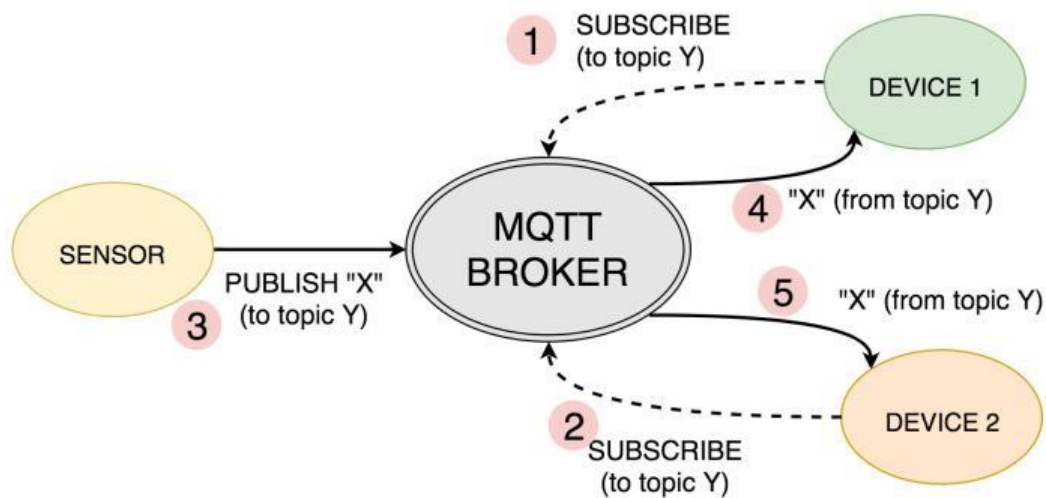 1
SUBSCRIBE
(to topic Y)
DEVICE 1
4
"X" (from topic Y)
MQTT
BROKER
SENSOR
PUBLISH "X"
(to topic Y)
3
5
"X" (from topic Y)
DEVICE 2
2
SUBSCRIBE
(to topic Y)